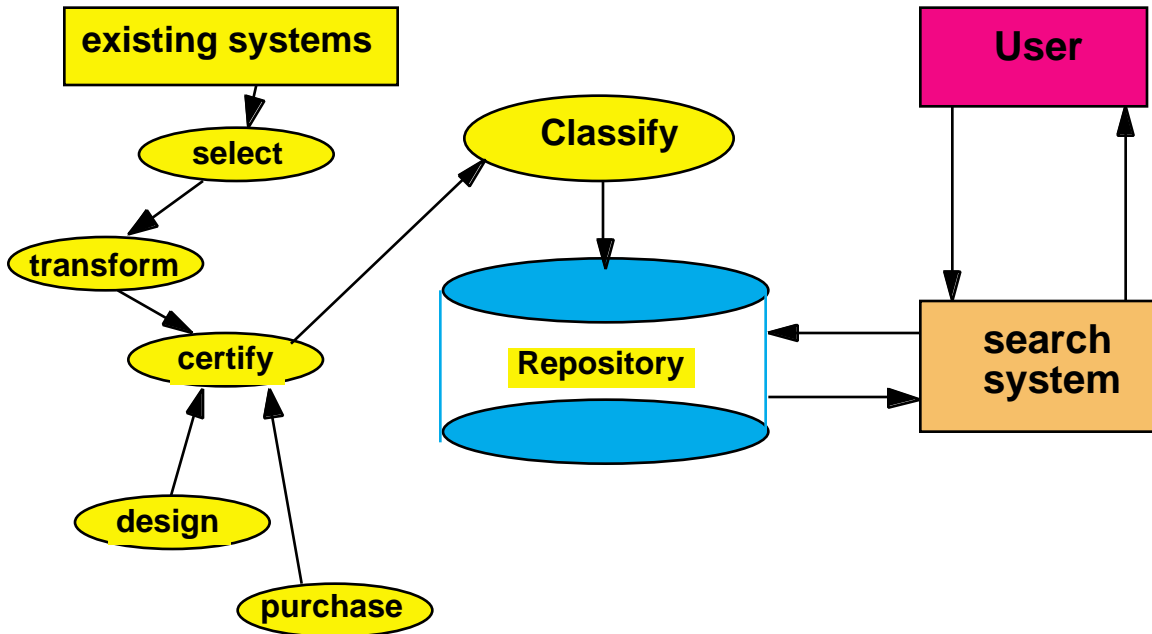 existing systems
User
select
Classify
transform
certify
Repository
search
system
design
purchase